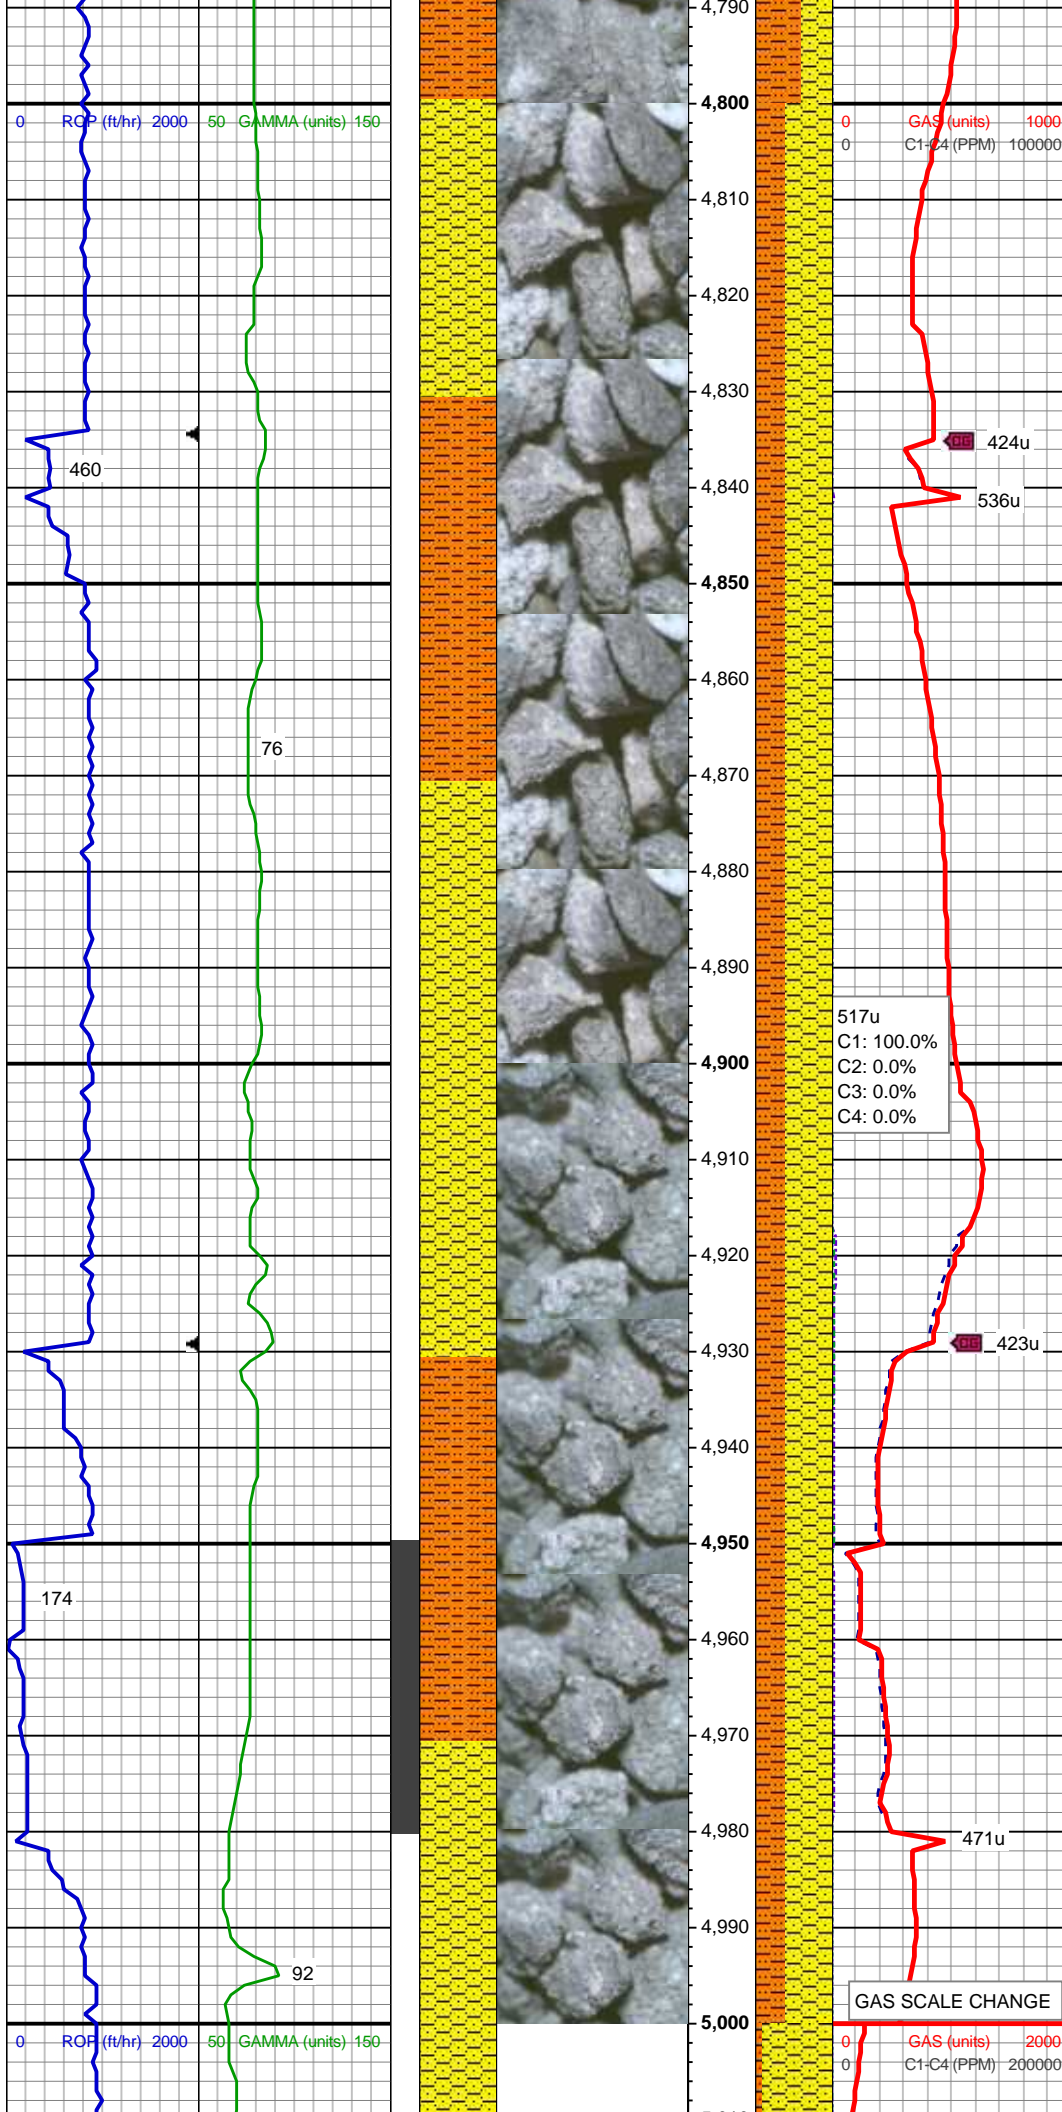 4,790
4,800
0 ROP (ft/hr) 2000 50 GAMMA (units) 150
0 GAS (units) 1000
0 C1-C4 (PPM) 100000
4,810
4,820
4,830
OG 424u
460
4,840
536u
4,850
4,860
76
4,870
4,880
4,890
517u
C1: 100.0%
C2: 0.0%
C3: 0.0%
C4: 0.0%
4,900
4,910
4,920
4,930
OG 423u
4,940
4,950
174
4,960
4,970
4,980
471u
4,990
92
GAS SCALE CHANGE
5,000
0 ROP (ft/hr) 2000 50 GAMMA (units) 150
0 GAS (units) 2000
0 C1-C4 (PPM) 200000